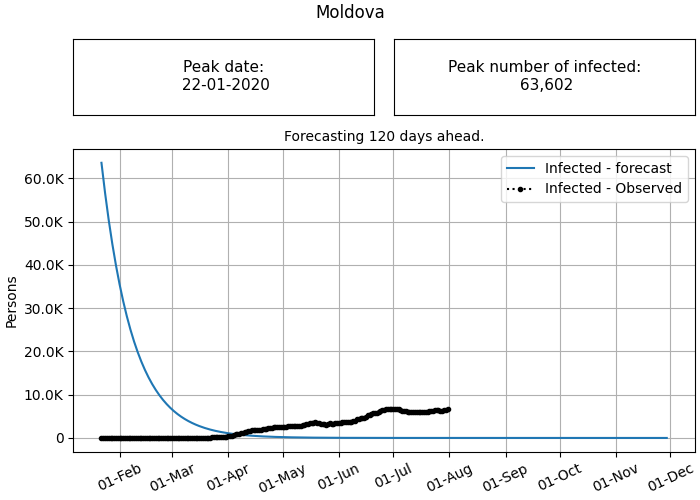 Moldova
Peak date:
22-01-2020
Peak number of infected:
63,602
Forecasting 120 days ahead.
Infected - forecast
Infected - Observed
Persons
60.0K
50.0K
40.0K
30.0K
20.0K
10.0K
0
01-Feb
01-Mar
01-Apr
01-May
01-Jun
01-Jul
01-Aug
01-Sep
01-Oct
01-Nov
01-Dec